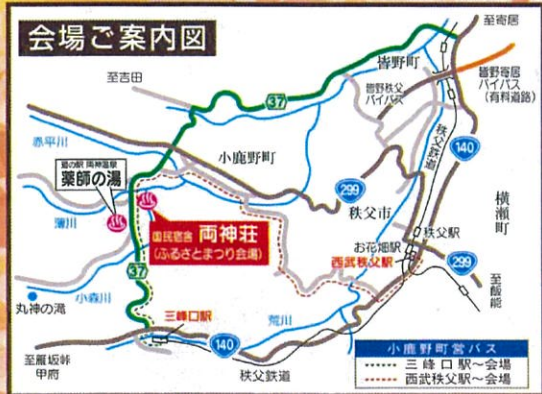 会場ご案内図
至寄居
皆野町
至吉田
皆野秩父
バイパス
皆野寄居
バイパス
(有料道路)
37
秩父鉄道
140
赤平川
小鹿野町
道の駅 両神温泉
薬師の湯
299
横瀬町
秩父市
薄川
国民宿舎 両神荘
(ふるさとまつり会場)
秩父駅
お花畑駅
西武秩父駅
299
至飯能
37
小森川
丸神の滝
三峰口駅
荒川
140
至雁坂峠
甲府
秩父鉄道
小鹿野町営バス
三峰口駅～会場
西武秩父駅～会場